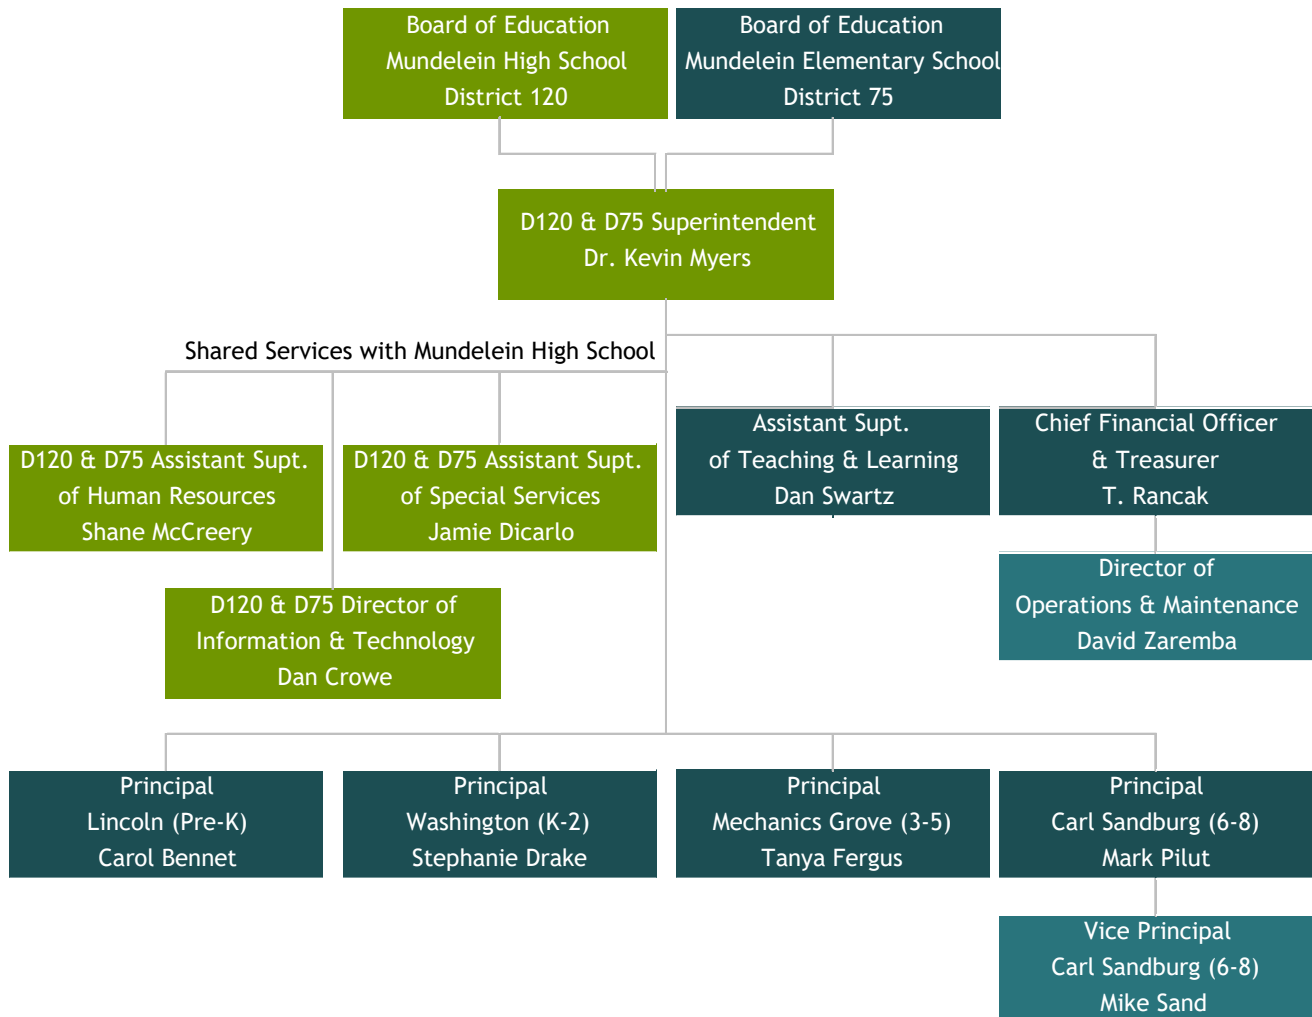 Board of Education
Mundelein High School
District 120
Board of Education
Mundelein Elementary School
District 75
D120 & D75 Superintendent
Dr. Kevin Myers
Shared Services with Mundelein High School
D120 & D75 Assistant Supt.
of Human Resources
Shane McCreery
D120 & D75 Assistant Supt.
of Special Services
Jamie Dicarlo
Assistant Supt.
of Teaching & Learning
Dan Swartz
Chief Financial Officer
& Treasurer
T. Rancak
D120 & D75 Director of
Information & Technology
Dan Crowe
Director of
Operations & Maintenance
David Zaremba
Principal
Lincoln (Pre-K)
Carol Bennet
Principal
Washington (K-2)
Stephanie Drake
Principal
Mechanics Grove (3-5)
Tanya Fergus
Principal
Carl Sandburg (6-8)
Mark Pilut
Vice Principal
Carl Sandburg (6-8)
Mike Sand